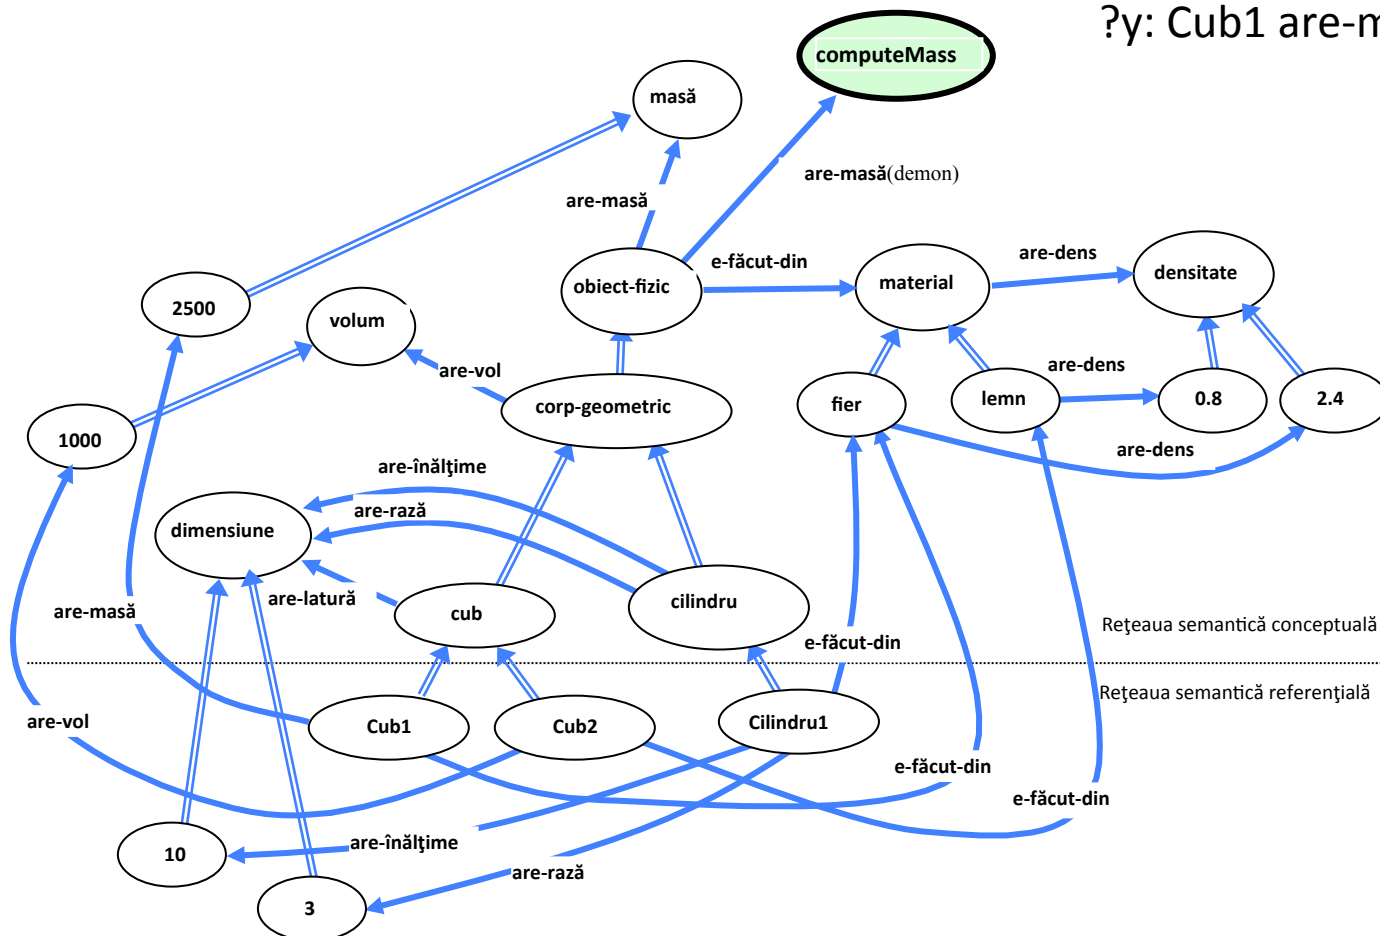 ?y: Cub1 are-m
computeMass
masă
are-masă(demon)
are-masă
e-făcut-din
are-dens
densitate
material
obiect-fizic
2500
volum
are-vol
are-dens
corp-geometric
fier
lemn
0.8
2.4
1000
are-dens
are-înălţime
are-rază
dimensiune
are-latură
cilindru
are-masă
cub
Reţeaua semantică conceptuală
e-făcut-din
Reţeaua semantică referenţială
are-vol
Cub1
Cub2
Cilindru1
e-făcut-din
e-făcut-din
are-înălţime
10
are-rază
3